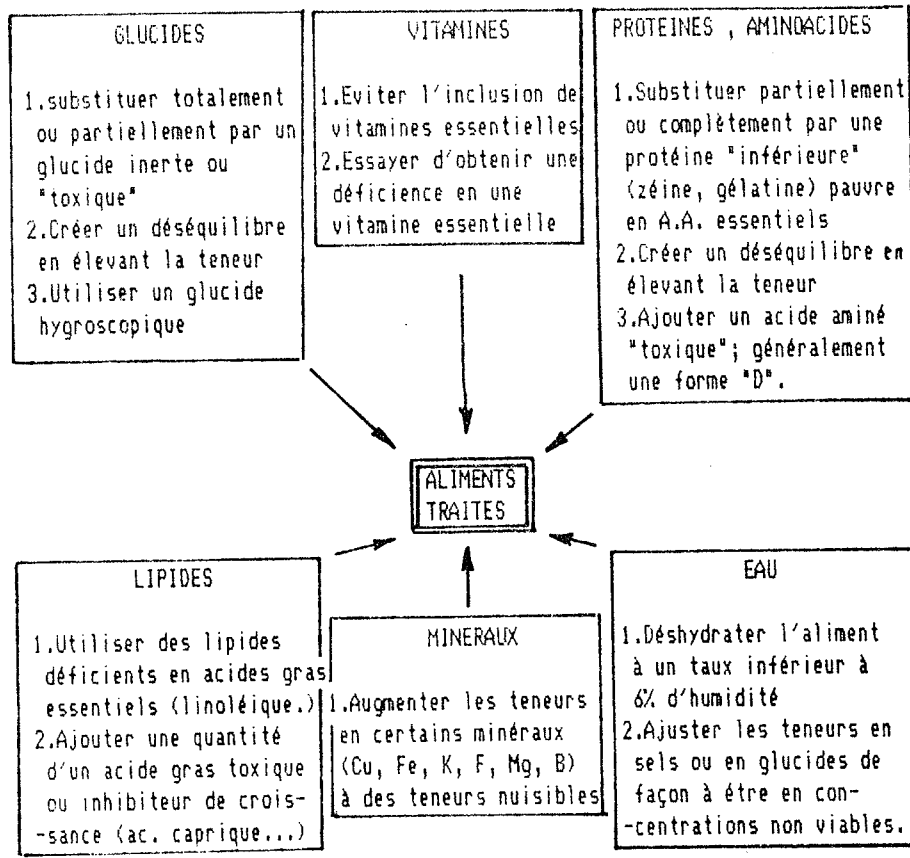 GLUCIDES
1.substituer totalement
ou partiellement par un
glucide inerte ou
"toxique"
2.Créer un déséquilibre
en élevant la teneur
3.Utiliser un glucide
hygroscopique
VITAMINES
1.Eviter l'inclusion de
vitamines essentielles
2.Essayer d'obtenir une
déficience en une
vitamine essentielle
PROTEINES , AMINOACIDES
1.Substituer partiellement
ou complètement par une
protéine "inférieure"
(zéine, gélatine) pauvre
en A.A. essentiels
2.Créer un déséquilibre en
élevant la teneur
3.Ajouter un acide aminé
"toxique"; généralement
une forme "D".
ALIMENTS
TRAITES
LIPIDES
1.Utiliser des lipides
déficients en acides gras
essentiels (linoléique.)
2.Ajouter une quantité
d'un acide gras toxique
ou inhibiteur de crois-
-sance (ac. caprique...)
MINERAUX
1.Augmenter les teneurs
en certains minéraux
(Cu, Fe, K, F, Mg, B)
à des teneurs nuisibles
EAU
1.Déshydrater l'aliment
à un taux inférieur à
6% d'humidité
2.Ajuster les teneurs en
sels ou en glucides de
façon à étre en con-
-centrations non viables.